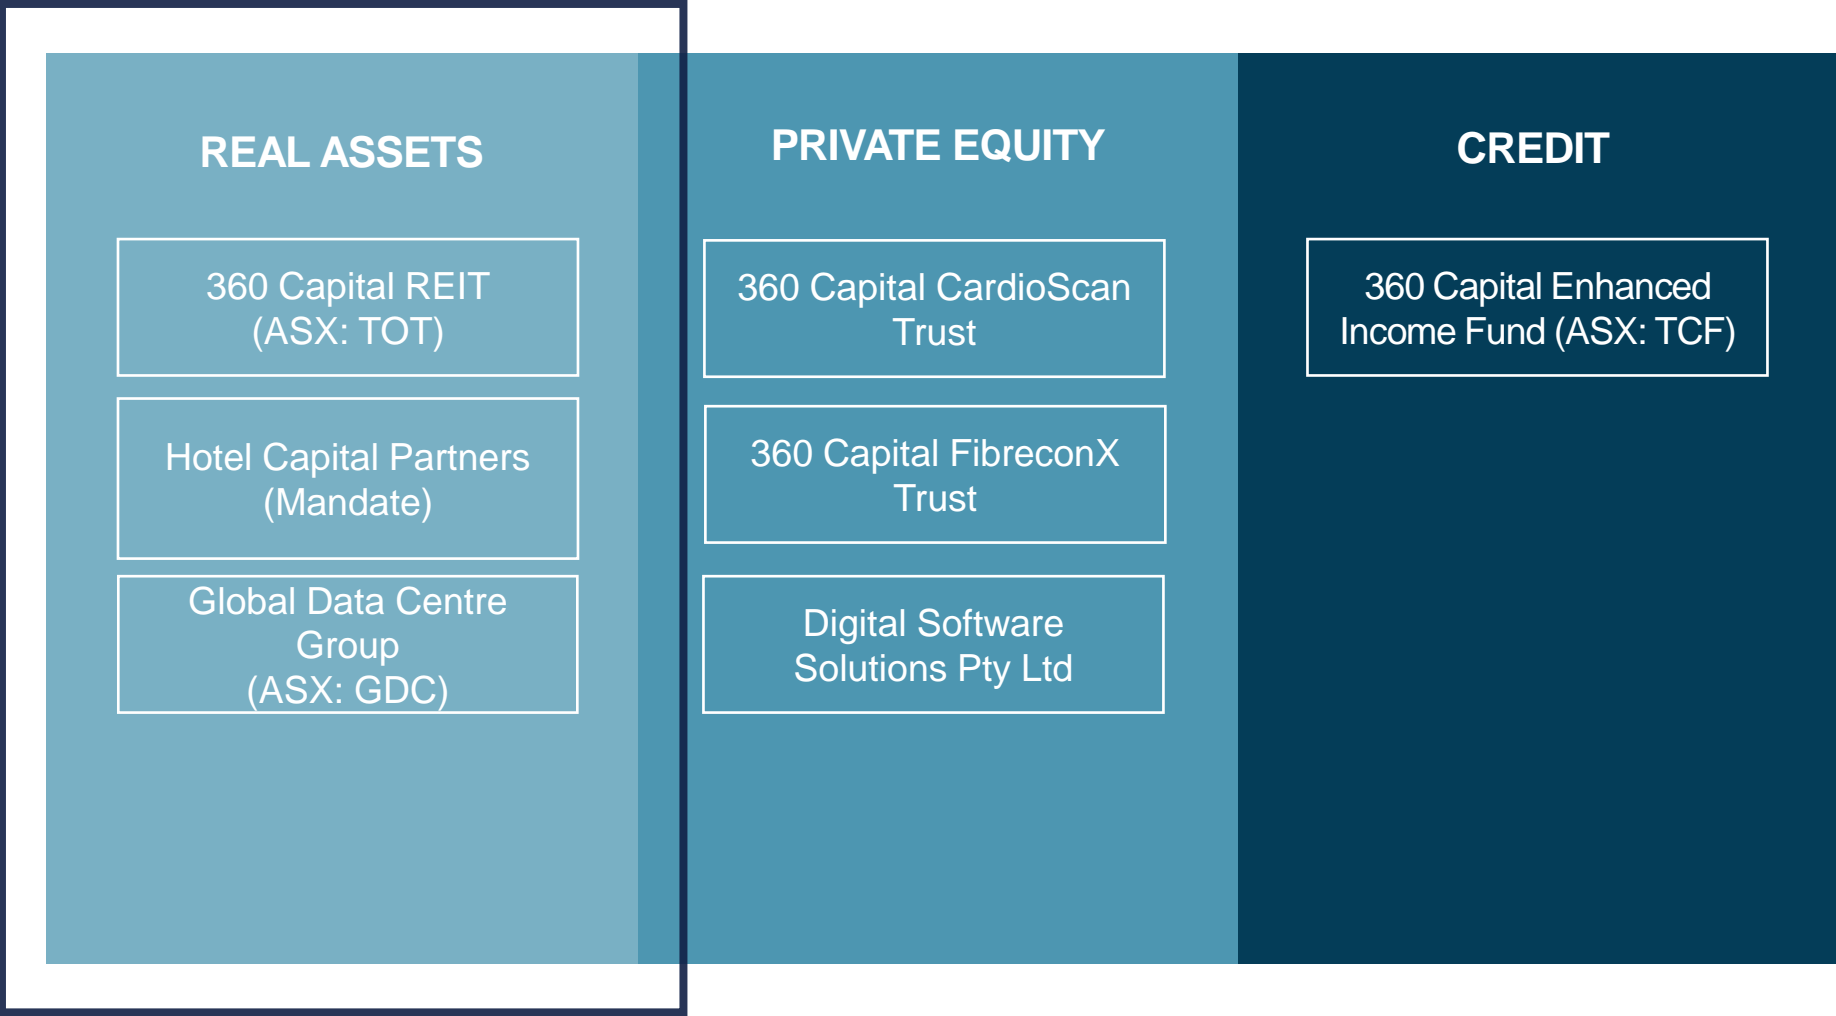 REAL ASSETS
360 Capital REIT
(ASX: TOT)
Hotel Capital Partners
(Mandate)
Global Data Centre
Group
(ASX: GDC)
PRIVATE EQUITY
360 Capital CardioScan
Trust
360 Capital FibreconX
Trust
Digital Software
Solutions Pty Ltd
CREDIT
360 Capital Enhanced
Income Fund (ASX: TCF)